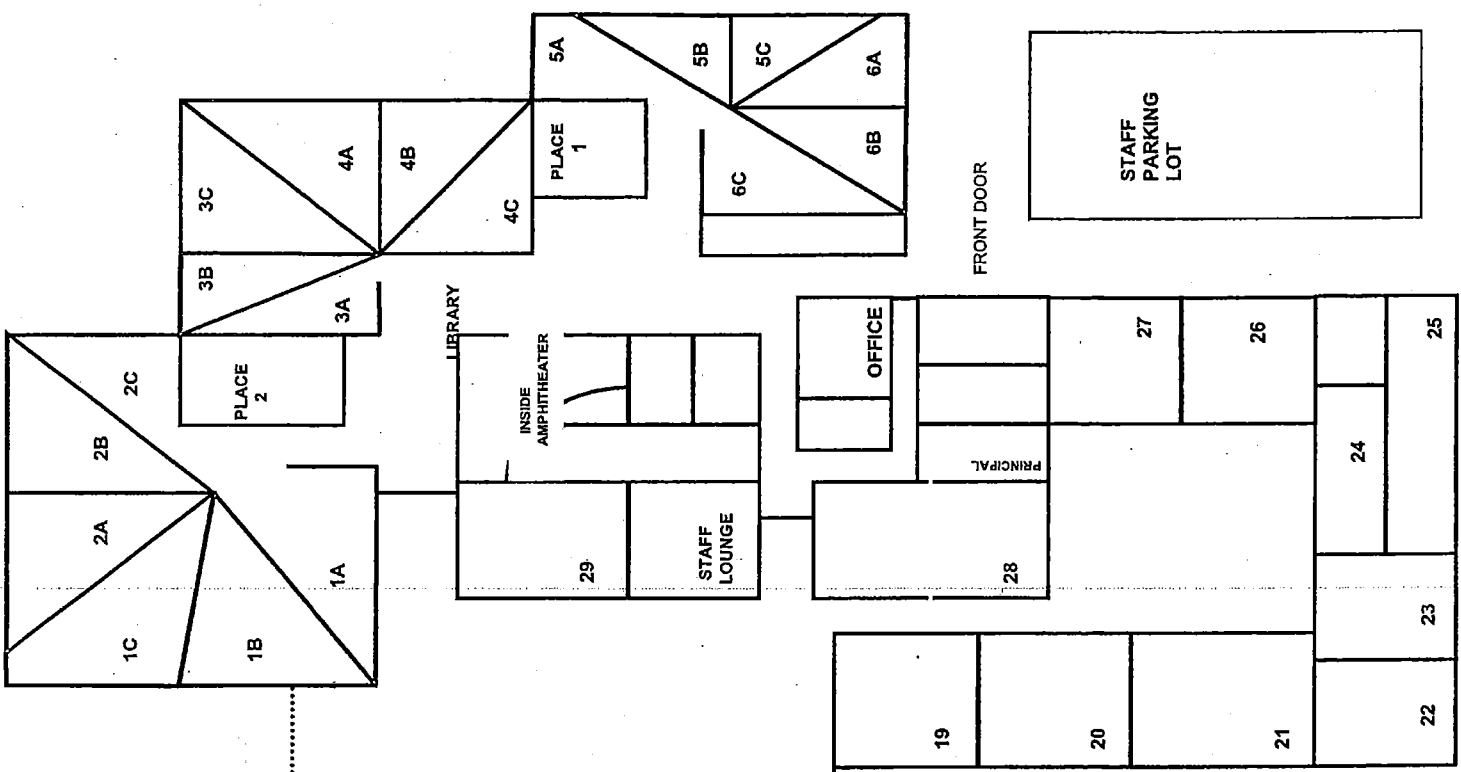 5A
5B
5C
6A
6B
6C
3C
4A
4B
4C
3B
3A
PLACE
1
2C
2B
2A
1C
1B
1A
PLACE
2
LIBRARY
INSIDE
AMPHITHEATER
29
STAFF
LOUNGE
OFFICE
FRONT DOOR
STAFF
PARKING
LOT
PRINCIPAL
28
27
26
25
24
23
22
21
20
19